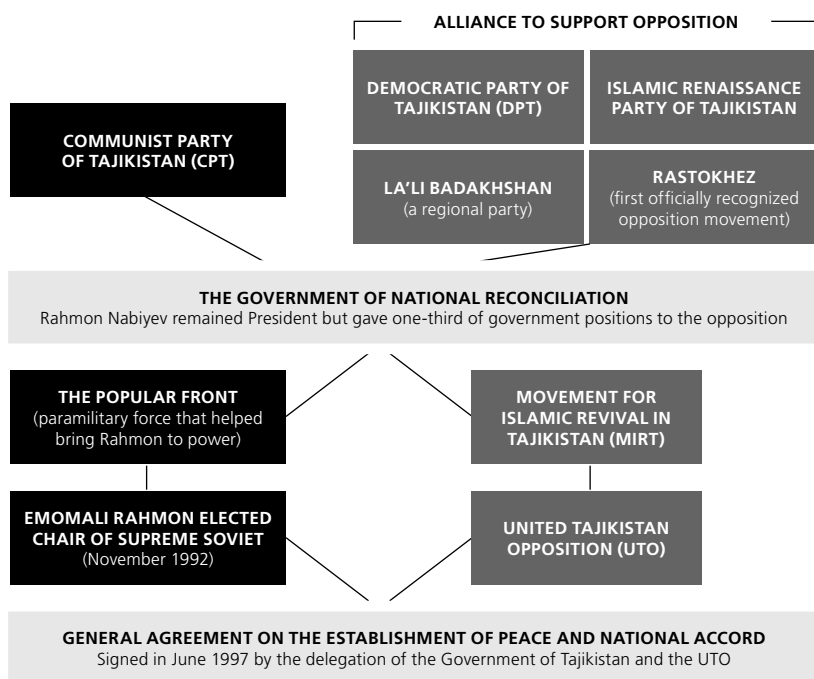 ALLIANCE TO SUPPORT OPPOSITION
DEMOCRATIC PARTY OF
TAJIKISTAN (DPT)
ISLAMIC RENAISSANCE
PARTY OF TAJIKISTAN
COMMUNIST PARTY
OF TAJIKISTAN (CPT)
LA'LI BADAKHSHAN
(a regional party)
RASTOKHEZ
(first officially recognized
opposition movement)
THE GOVERNMENT OF NATIONAL RECONCILIATION
Rahmon Nabiyev remained President but gave one-third of government positions to the opposition
THE POPULAR FRONT
(paramilitary force that helped
bring Rahmon to power)
MOVEMENT FOR
ISLAMIC REVIVAL IN
TAJIKISTAN (MIRT)
EMOMALI RAHMON ELECTED
CHAIR OF SUPREME SOVIET
(November 1992)
UNITED TAJIKISTAN
OPPOSITION (UTO)
GENERAL AGREEMENT ON THE ESTABLISHMENT OF PEACE AND NATIONAL ACCORD
Signed in June 1997 by the delegation of the Government of Tajikistan and the UTO